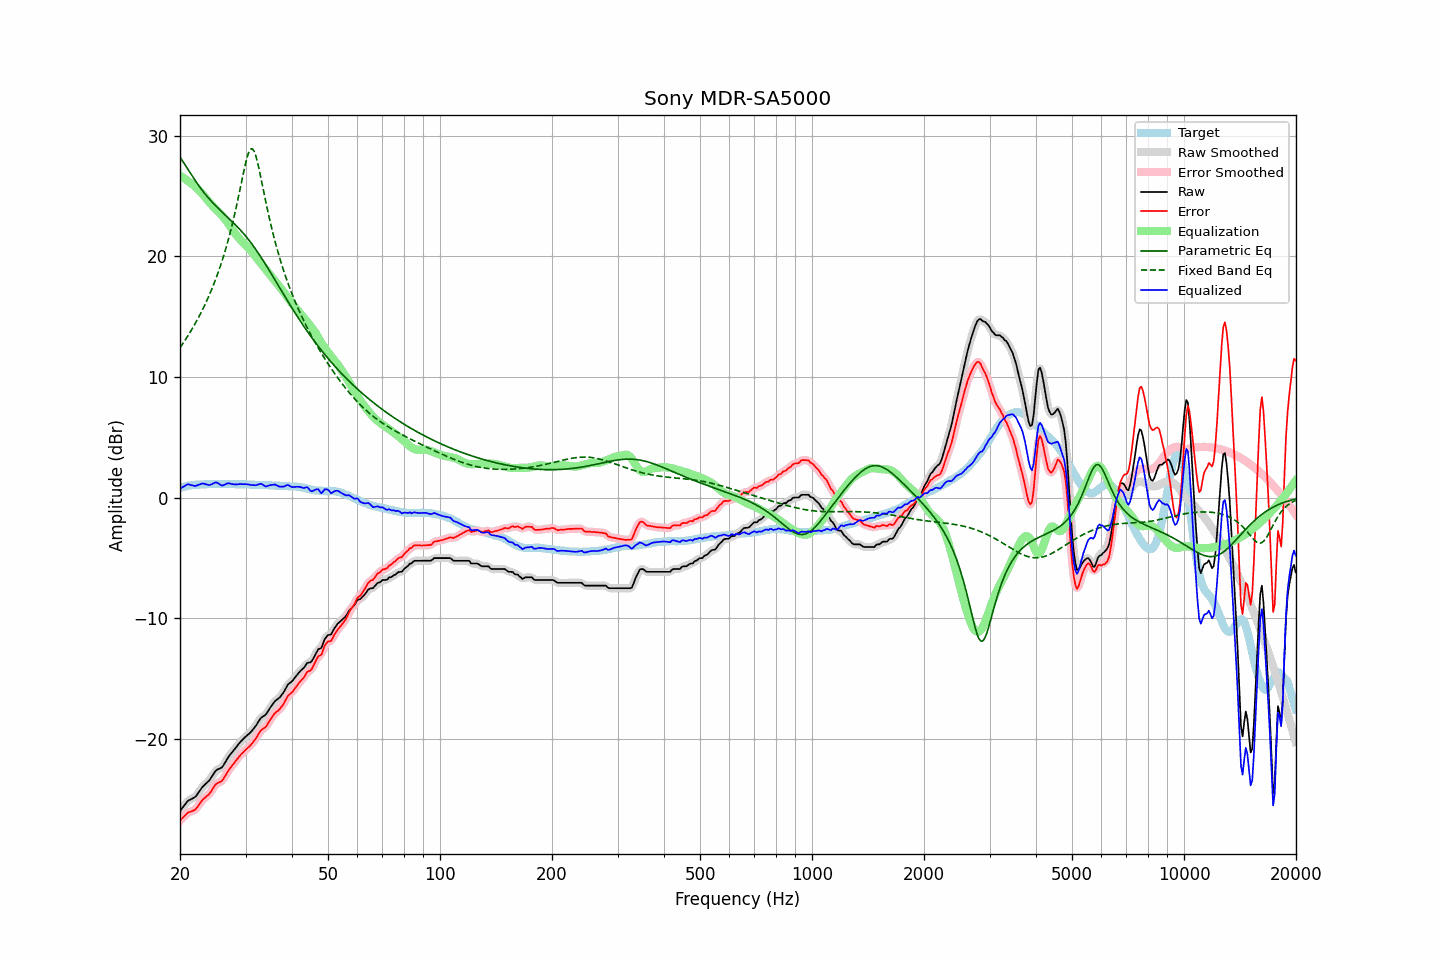 Sony MDR-SA5000
Amplitude (dBr)
30
20
10
0
−10
−20
20
50
100
200
500
1000
2000
5000
10000
20000
Frequency (Hz)
Target
Raw Smoothed
Error Smoothed
Raw
Error
Equalization
Parametric Eq
Fixed Band Eq
Equalized